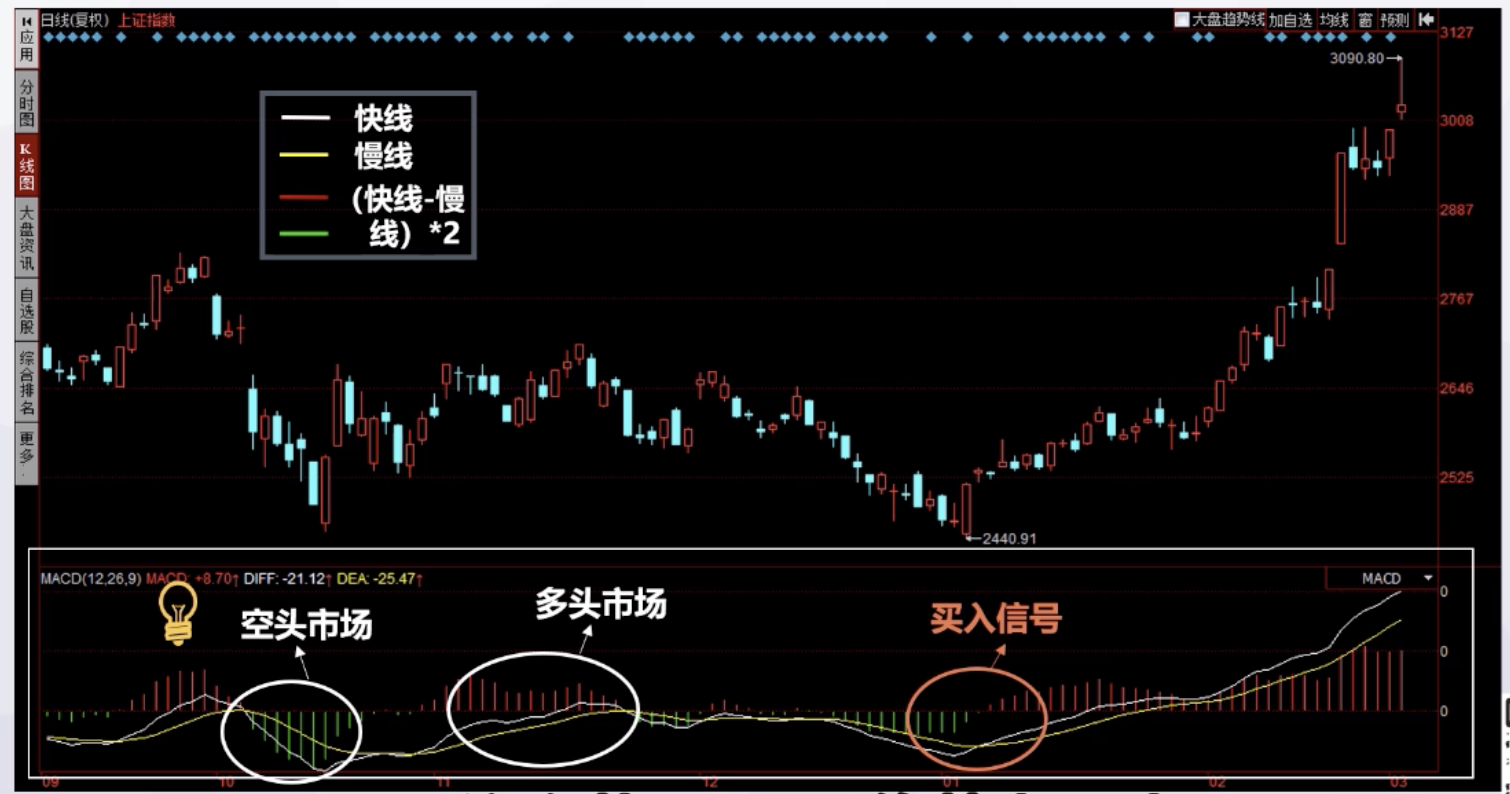 日线(复权) 上证指数
大盘趋势线 加自选 均线 窗 预测
应用
分时图
K线图
大盘资讯
自选股
综合排名
更多
3127
3090.80
3008
2887
2767
2646
2525
2440.91
快线
慢线
(快线-慢
线) *2
MACD(12,26,9) MACD: +8.70↑ DIFF: -21.12↑ DEA: -25.47↑
MACD
空头市场
多头市场
买入信号
0
0
0
09 10 11 12 01 02 03